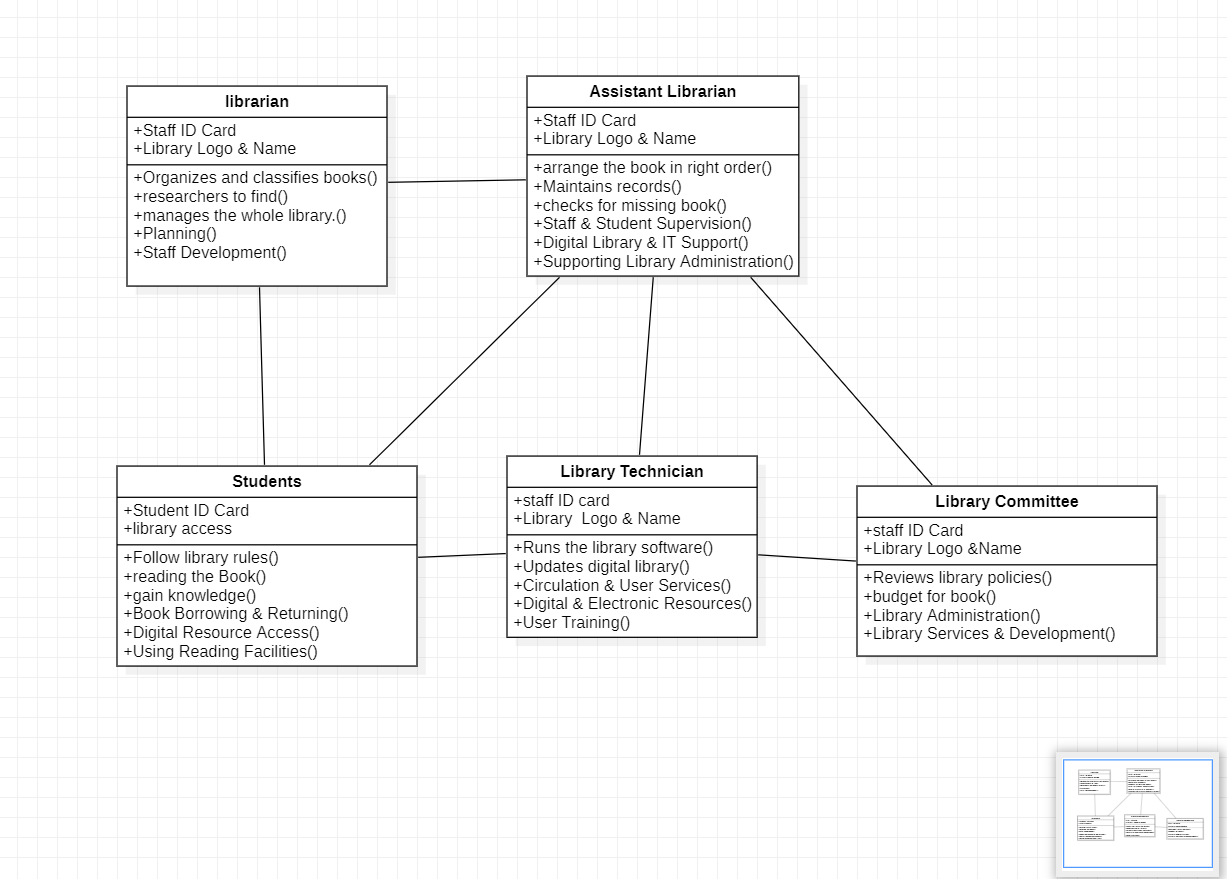 librarian
+Staff ID Card
+Library Logo & Name
+Organizes and classifies books()
+researchers to find()
+manages the whole library.()
+Planning()
+Staff Development()
Assistant Librarian
+Staff ID Card
+Library Logo & Name
+arrange the book in right order()
+Maintains records()
+checks for missing book()
+Staff & Student Supervision()
+Digital Library & IT Support()
+Supporting Library Administration()
Students
+Student ID Card
+library access
+Follow library rules()
+reading the Book()
+gain knowledge()
+Book Borrowing & Returning()
+Digital Resource Access()
+Using Reading Facilities()
Library Technician
+staff ID card
+Library  Logo & Name
+Runs the library software()
+Updates digital library()
+Circulation & User Services()
+Digital & Electronic Resources()
+User Training()
Library Committee
+staff ID Card
+Library Logo &Name
+Reviews library policies()
+budget for book()
+Library Administration()
+Library Services & Development()